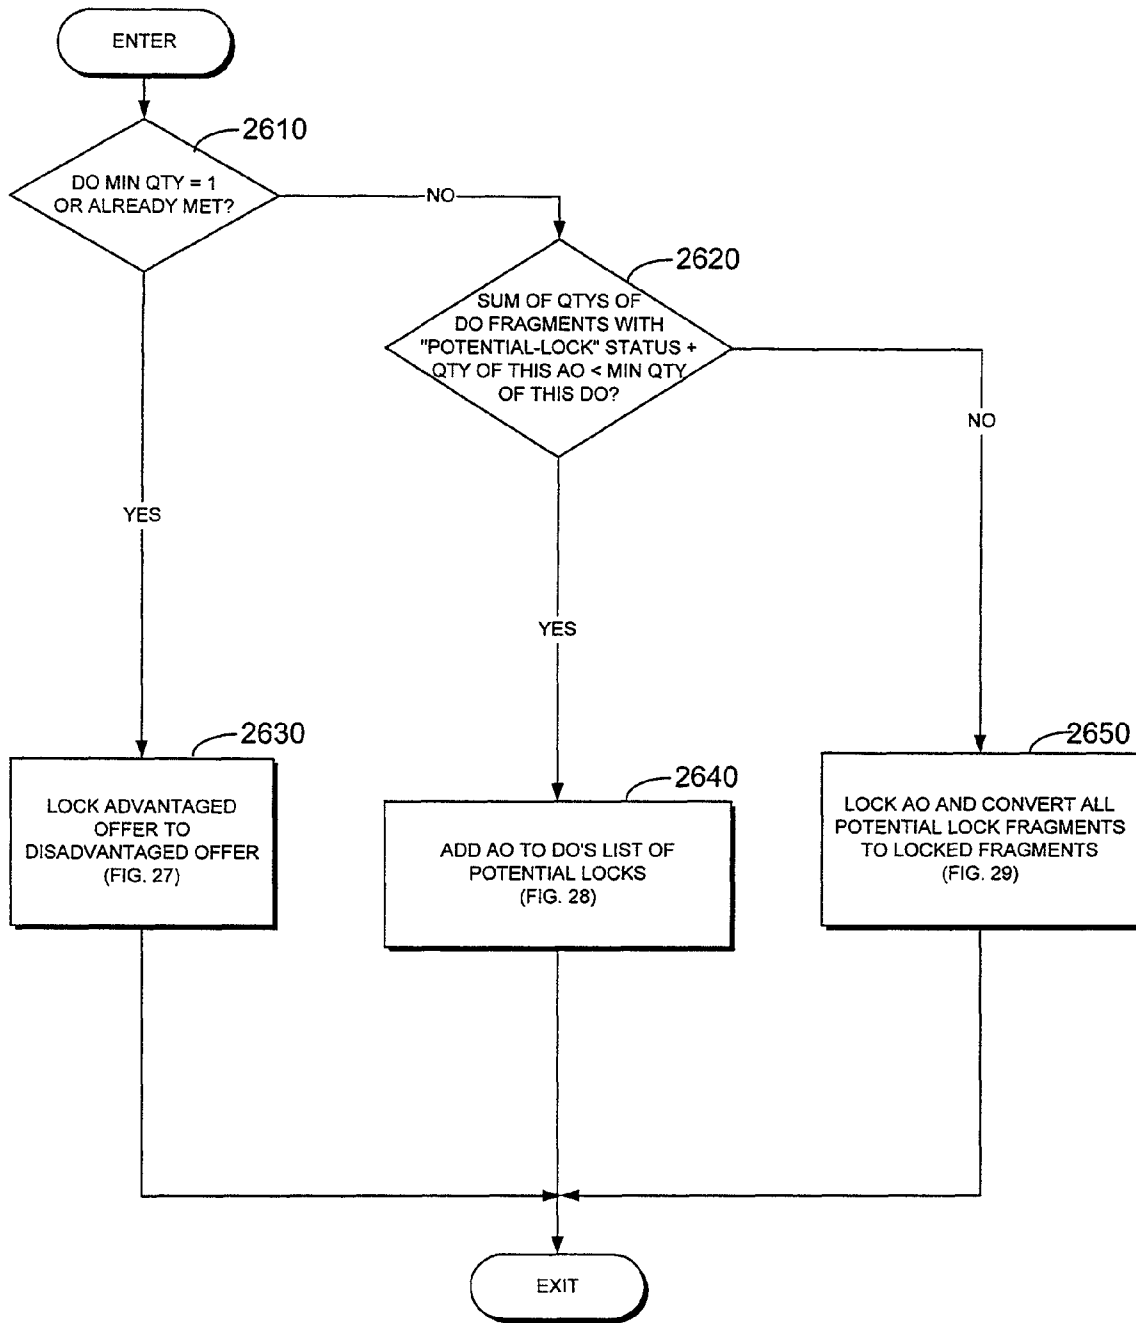 ENTER
2610
DO MIN QTY = 1
OR ALREADY MET?
NO
2620
SUM OF QTYS OF
DO FRAGMENTS WITH
"POTENTIAL-LOCK" STATUS +
QTY OF THIS AO < MIN QTY
OF THIS DO?
NO
YES
YES
2630
LOCK ADVANTAGED
OFFER TO
DISADVANTAGED OFFER
(FIG. 27)
2640
ADD AO TO DO'S LIST OF
POTENTIAL LOCKS
(FIG. 28)
2650
LOCK AO AND CONVERT ALL
POTENTIAL LOCK FRAGMENTS
TO LOCKED FRAGMENTS
(FIG. 29)
EXIT